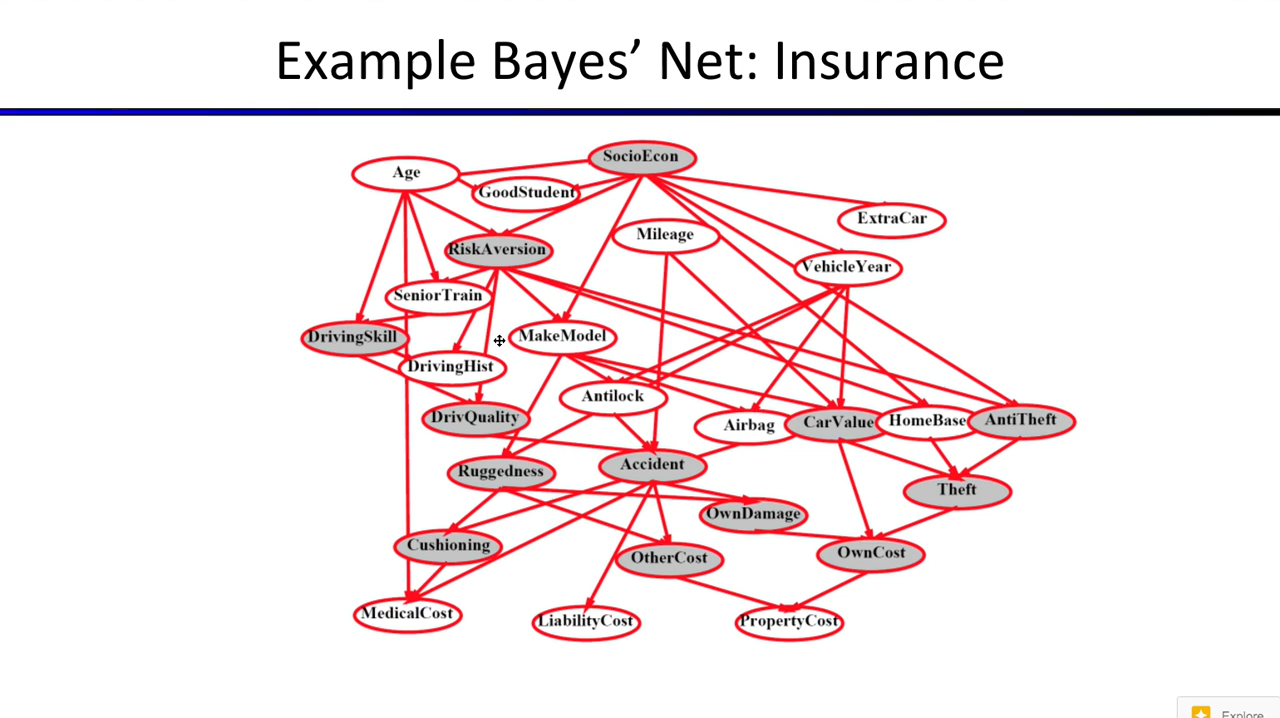 Example Bayes’ Net: Insurance
SocioEcon
Age
GoodStudent
ExtraCar
Mileage
RiskAversion
VehicleYear
SeniorTrain
DrivingSkill
MakeModel
DrivingHist
Antilock
DrivQuality
Airbag
CarValue
HomeBase
AntiTheft
Ruggedness
Accident
Theft
OwnDamage
Cushioning
OtherCost
OwnCost
MedicalCost
LiabilityCost
PropertyCost
Explore